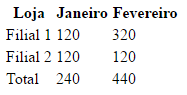 Loja Janeiro Fevereiro
Filial 1 120 320
Filial 2 120 120
Total 240 440